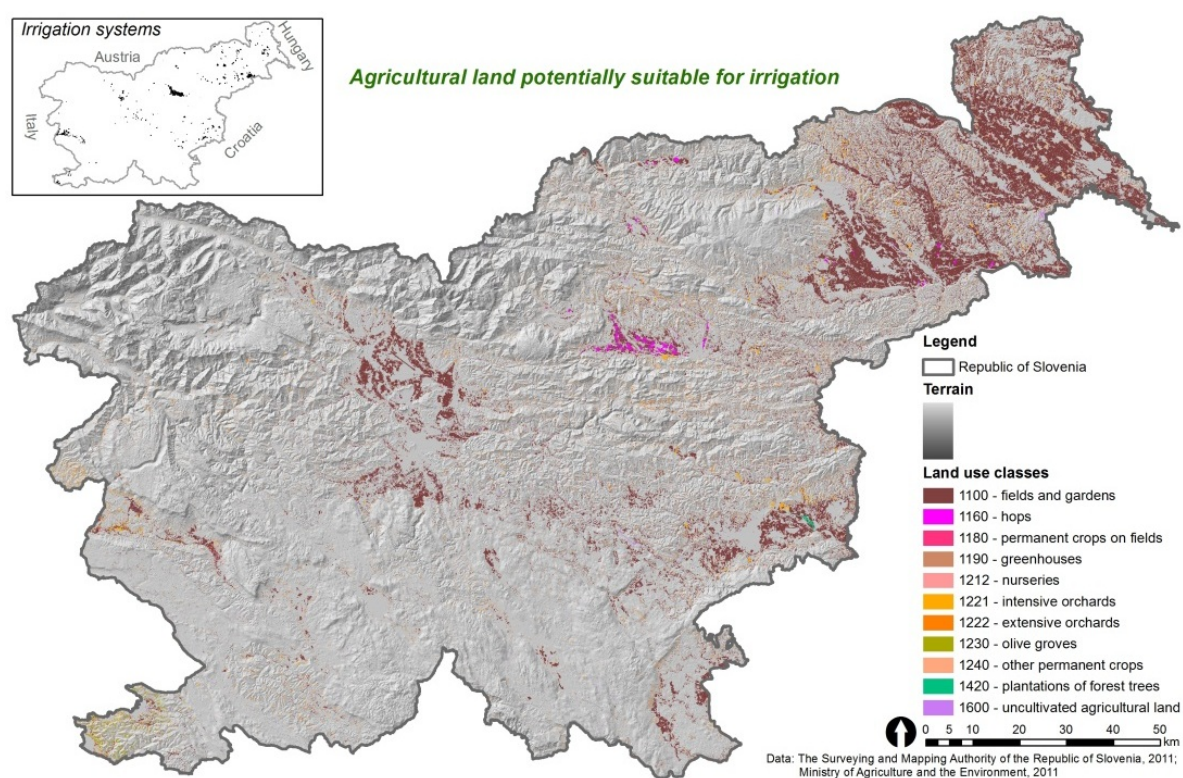 Irrigation systems
Austria
Hungary
Italy
Croatia
Agricultural land potentially suitable for irrigation
Legend
Republic of Slovenia
Terrain
Land use classes
1100 - fields and gardens
1160 - hops
1180 - permanent crops on fields
1190 - greenhouses
1212 - nurseries
1221 - intensive orchards
1222 - extensive orchards
1230 - olive groves
1240 - other permanent crops
1420 - plantations of forest trees
1600 - uncultivated agricultural land
0 5 10 20 30 40 50
km
Data: The Surveying and Mapping Authority of the Republic of Slovenia, 2011;
Ministry of Agriculture and the Environment, 2011